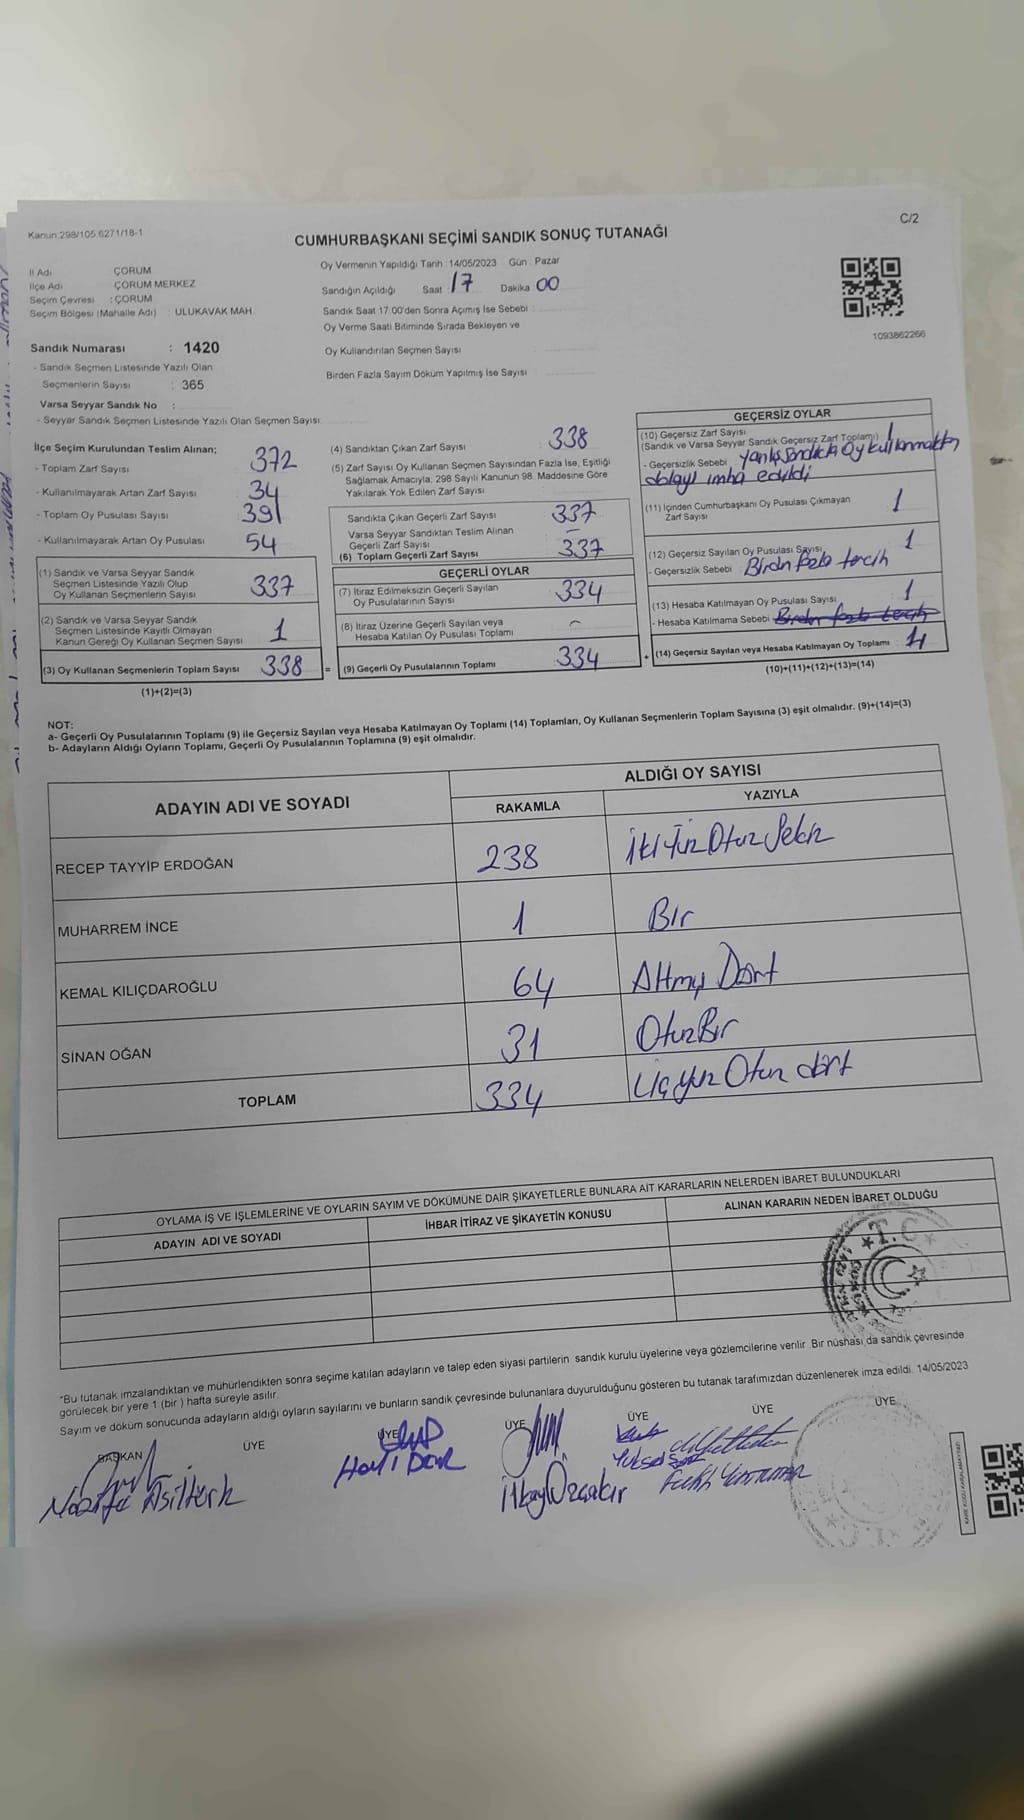 Kanun:298/105 6271/18-1
C/2
CUMHURBAŞKANI SEÇİMİ SANDIK SONUÇ TUTANAĞI
İl Adı ÇORUM
İlçe Adı ÇORUM MERKEZ
Seçim Çevresi : ÇORUM
Seçim Bölgesi (Mahalle Adı) : ULUKAVAK MAH.
Sandık Numarası : 1420
- Sandık Seçmen Listesinde Yazılı Olan
Seçmenlerin Sayısı : 365
Varsa Seyyar Sandık No :
- Seyyar Sandık Seçmen Listesinde Yazılı Olan Seçmen Sayısı:
Oy Vermenin Yapıldığı Tarih :14/05/2023 Gün : Pazar
Sandığın Açıldığı Saat 17 Dakika 00
Sandık Saat 17:00'den Sonra Açımış İse Sebebi :
Oy Verme Saati Bitiminde Sırada Bekleyen ve
Oy Kullandırılan Seçmen Sayısı
Birden Fazla Sayım Döküm Yapılmış İse Sayısı
1093862266
İlçe Seçim Kurulundan Teslim Alınan;
- Toplam Zarf Sayısı 372
- Kullanılmayarak Artan Zarf Sayısı 34
- Toplam Oy Pusulası Sayısı 391
- Kullanılmayarak Artan Oy Pusulası 54
(1) Sandık ve Varsa Seyyar Sandık
Seçmen Listesinde Yazılı Olup
Oy Kullanan Seçmenlerin Sayısı 337
(2) Sandık ve Varsa Seyyar Sandık
Seçmen Listesinde Kayıtlı Olmayan
Kanun Gereği Oy Kullanan Seçmen Sayısı 1
(3) Oy Kullanan Seçmenlerin Toplam Sayısı 338 =
(1)+(2)=(3)
(4) Sandıktan Çıkan Zarf Sayısı 338
(5) Zarf Sayısı Oy Kullanan Seçmen Sayısından Fazla İse, Eşitliği
Sağlamak Amacıyla; 298 Sayılı Kanunun 98. Maddesine Göre
Yakılarak Yok Edilen Zarf Sayısı
Sandıkta Çıkan Geçerli Zarf Sayısı 337
Varsa Seyyar Sandıktan Teslim Alınan
Geçerli Zarf Sayısı –
(6) Toplam Geçerli Zarf Sayısı 337
GEÇERLİ OYLAR
(7) İtiraz Edilmeksizin Geçerli Sayılan
Oy Pusulalarının Sayısı 334
(8) İtiraz Üzerine Geçerli Sayılan veya
Hesaba Katılan Oy Pusulası Toplamı –
(9) Geçerli Oy Pusulalarının Toplamı 334 +
GEÇERSİZ OYLAR
(10) Geçersiz Zarf Sayısı
(Sandık ve Varsa Seyyar Sandık Geçersiz Zarf Toplamı) 1
- Geçersizlik Sebebi yanlış sandıkta Oy kullanmaktan
dolayı imha edildi
(11) İçinden Cumhurbaşkanı Oy Pusulası Çıkmayan
Zarf Sayısı 1
(12) Geçersiz Sayılan Oy Pusulası Sayısı 1
- Geçersizlik Sebebi Birden fazla tercih
(13) Hesaba Katılmayan Oy Pusulası Sayısı 1
- Hesaba Katılmama Sebebi Birden fazla tercih
(14) Geçersiz Sayılan veya Hesaba Katılmayan Oy Toplamı 4
(10)+(11)+(12)+(13)=(14)
NOT:
a- Geçerli Oy Pusulalarının Toplamı (9) ile Geçersiz Sayılan veya Hesaba Katılmayan Oy Toplamı (14) Toplamları, Oy Kullanan Seçmenlerin Toplam Sayısına (3) eşit olmalıdır. (9)+(14)=(3)
b- Adayların Aldığı Oyların Toplamı, Geçerli Oy Pusulalarının Toplamına (9) eşit olmalıdır.
ADAYIN ADI VE SOYADI ALDIĞI OY SAYISI
RAKAMLA YAZIYLA
RECEP TAYYİP ERDOĞAN 238 İki Yüz Otuz Sekiz
MUHARREM İNCE 1 Bir
KEMAL KILIÇDAROĞLU 64 Altmış Dört
SİNAN OĞAN 31 Otuz Bir
TOPLAM 334 Üç yüz Otuz dört
OYLAMA İŞ VE İŞLEMLERİNE VE OYLARIN SAYIM VE DÖKÜMÜNE DAİR ŞİKAYETLERLE BUNLARA AİT KARARLARIN NELERDEN İBARET BULUNDUKLARI
ADAYIN ADI VE SOYADI İHBAR İTİRAZ VE ŞİKAYETİN KONUSU ALINAN KARARIN NEDEN İBARET OLDUĞU
T.C
*Bu tutanak imzalandıktan ve mühürlendikten sonra seçime katılan adayların ve talep eden siyasi partilerin sandık kurulu üyelerine veya gözlemcilerine verilir. Bir nüshası da sandık çevresinde
görülecek bir yere 1 (bir ) hafta süreyle asılır.
Sayım ve döküm sonucunda adayların aldığı oyların sayılarını ve bunların sandık çevresinde bulunanlara duyurulduğunu gösteren bu tutanak tarafımızdan düzenlenerek imza edildi. 14/05/2023
BAŞKAN ÜYE ÜYE ÜYE ÜYE ÜYE ÜYE